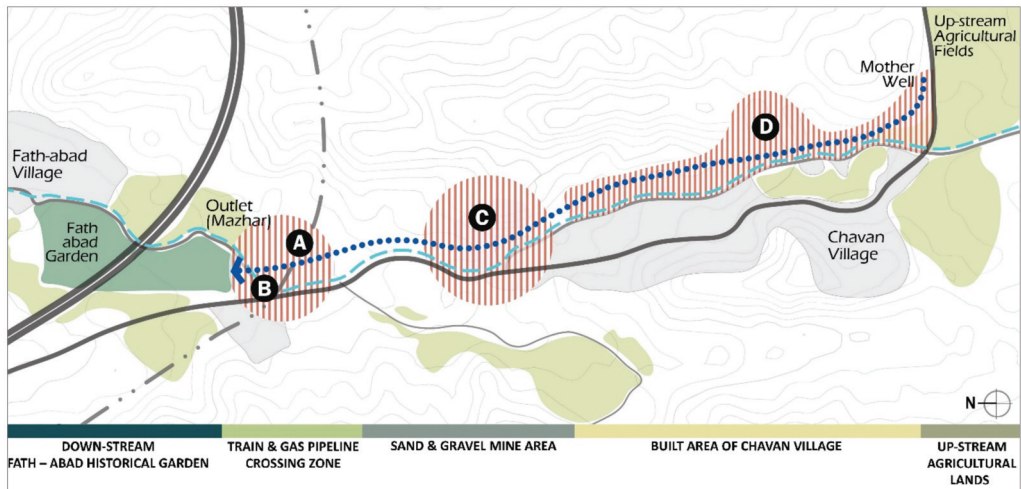 Up-stream
Agricultural
Fields
Mother
Well
D
Fath-abad
Village
Outlet
(Mazhar)
C
Fath
abad
Garden
A
B
Chavan
Village
N
DOWN-STREAM
FATH – ABAD HISTORICAL GARDEN
TRAIN & GAS PIPELINE
CROSSING ZONE
SAND & GRAVEL MINE AREA
BUILT AREA OF CHAVAN VILLAGE
UP-STREAM
AGRICULTURAL
LANDS